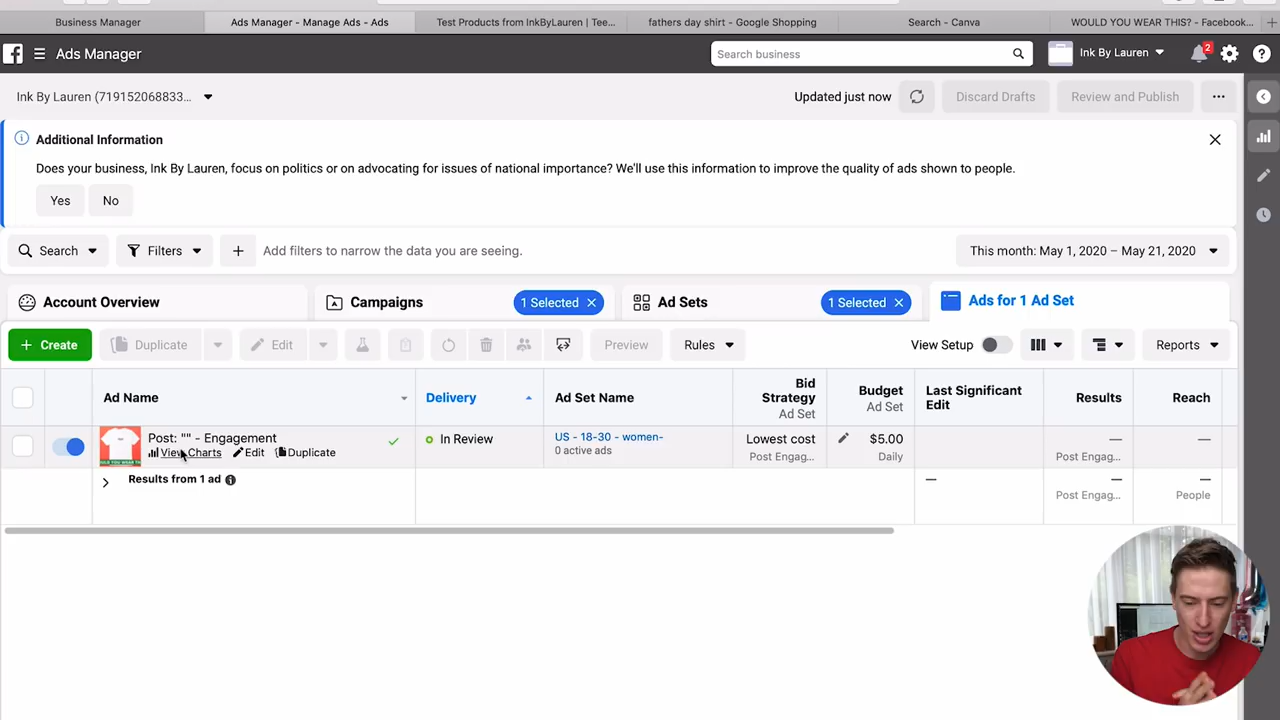 Business Manager
Ads Manager - Manage Ads - Ads
Test Products from InkByLauren | Tee...
fathers day shirt - Google Shopping
Search - Canva
WOULD YOU WEAR THIS? - Facebook...
Ads Manager
Search business
Ink By Lauren
2
Ink By Lauren (719152068833...
Updated just now
Discard Drafts
Review and Publish
Additional Information
Does your business, Ink By Lauren, focus on politics or on advocating for issues of national importance? We'll use this information to improve the quality of ads shown to people.
Yes
No
Search
Filters
Add filters to narrow the data you are seeing.
This month: May 1, 2020 – May 21, 2020
Account Overview
Campaigns
1 Selected
Ad Sets
1 Selected
Ads for 1 Ad Set
+ Create
Duplicate
Edit
Preview
Rules
View Setup
Reports
Ad Name
Delivery
Ad Set Name
Bid
Strategy
Ad Set
Budget
Ad Set
Last Significant
Edit
Results
Reach
Post: "" - Engagement
View Charts
Edit
Duplicate
In Review
US - 18-30 - women-
0 active ads
Lowest cost
Post Engag...
$5.00
Daily
—
Post Engag...
—
Results from 1 ad
—
—
Post Engag...
—
People